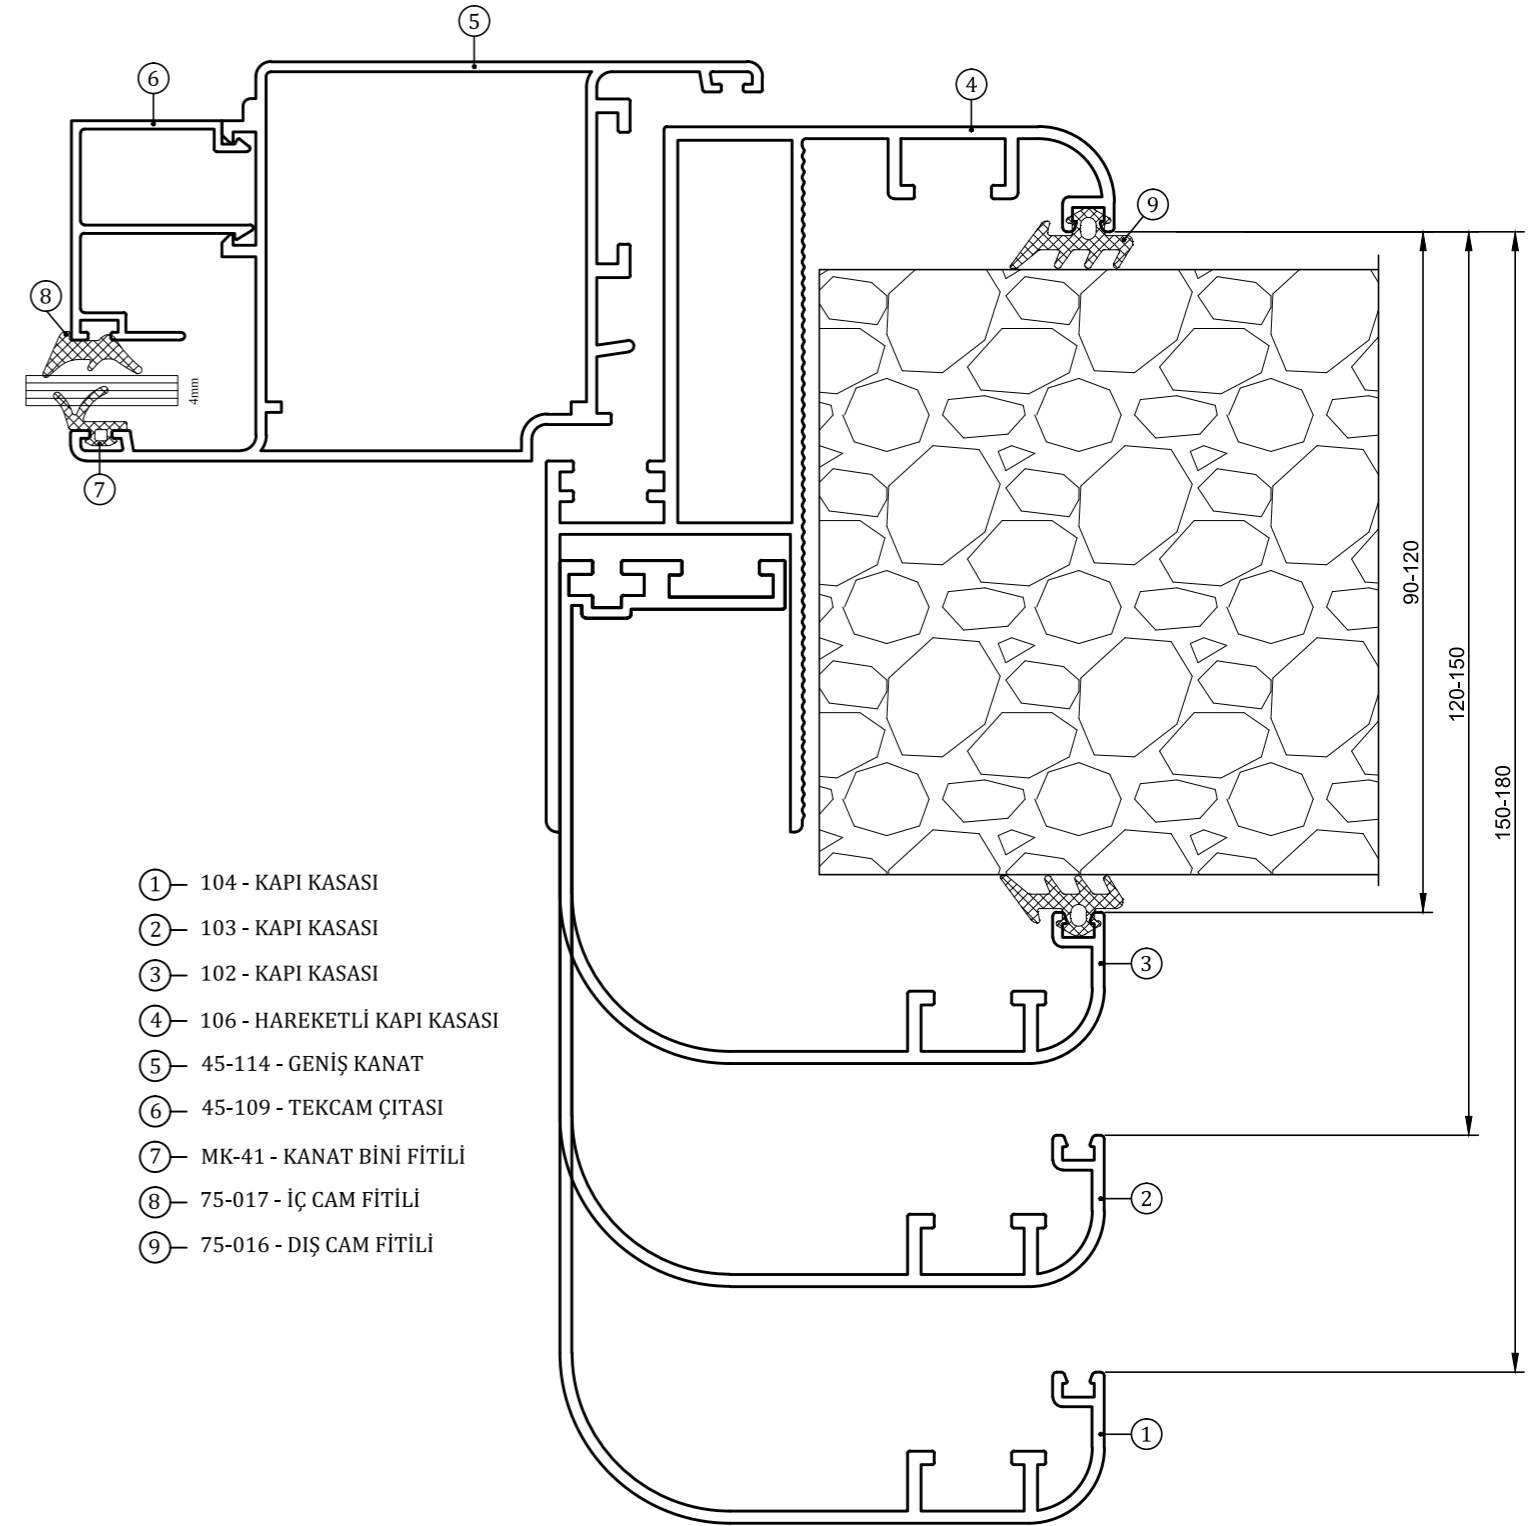 5
6
4
9
8
4mm
7
90-120
120-150
150-180
1 104 - KAPI KASASI
2 103 - KAPI KASASI
3 102 - KAPI KASASI
4 106 - HAREKETLİ KAPI KASASI
5 45-114 - GENİŞ KANAT
6 45-109 - TEKCAM ÇITASI
7 MK-41 - KANAT BİNİ FİTİLİ
8 75-017 - İÇ CAM FİTİLİ
9 75-016 - DIŞ CAM FİTİLİ
3
2
1